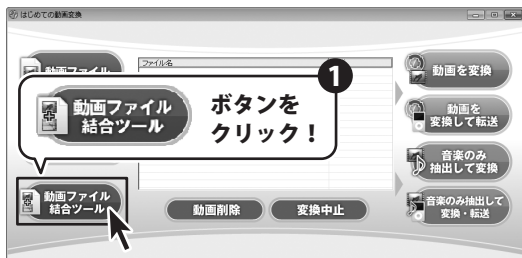 はじめての動画変換
ファイル名
動画ファイル
1
動画ファイル
結合ツール
ボタンを
クリック！
動画ファイル
結合ツール
動画削除
変換中止
動画を変換
動画を
変換して転送
音楽のみ
抽出して変換
音楽のみ抽出して
変換・転送